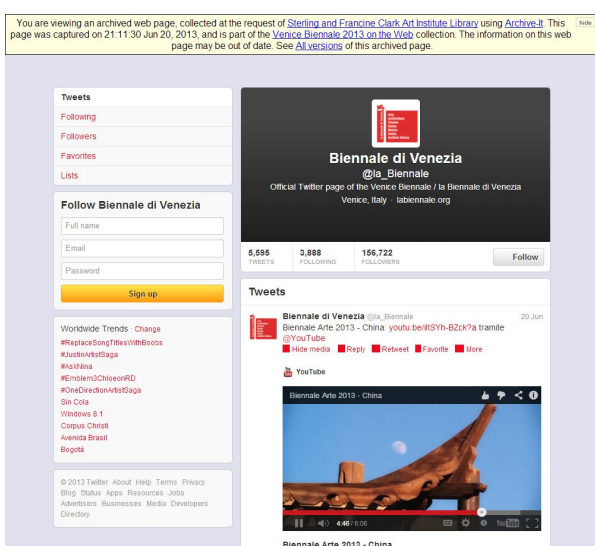 You are viewing an archived web page, collected at the request of Sterling and Francine Clark Art Institute Library using Archive-It. This
page was captured on 21:11:30 Jun 20, 2013, and is part of the Venice Biennale 2013 on the Web collection. The information on this web
page may be out of date. See All versions of this archived page.
hide
Tweets
Following
Followers
Favorites
Lists
Follow Biennale di Venezia
Full name
Email
Password
Sign up
Worldwide Trends · Change
#ReplaceSongTitlesWithBoobs
#JustinArtistSaga
#AskNina
#Emblem3ChloeonRD
#OneDirectionArtistSaga
Sin Cola
Windows 8.1
Corpus Christi
Avenida Brasil
Bogotá
© 2013 Twitter About Help Terms Privacy
Blog Status Apps Resources Jobs
Advertisers Businesses Media Developers
Directory
Biennale di Venezia
@la_Biennale
Official Twitter page of the Venice Biennale / la Biennale di Venezia
Venice, Italy · labiennale.org
5,595 TWEETS
3,888 FOLLOWING
156,722 FOLLOWERS
Follow
Tweets
Biennale di Venezia @la_Biennale 20 Jun
Biennale Arte 2013 - China: youtu.be/iItSYh-BZck?a tramite
@YouTube
Hide media Reply Retweet Favorite More
YouTube
Biennale Arte 2013 - China
4:46 / 6:06
YouTube
Biennale Arte 2013 - China